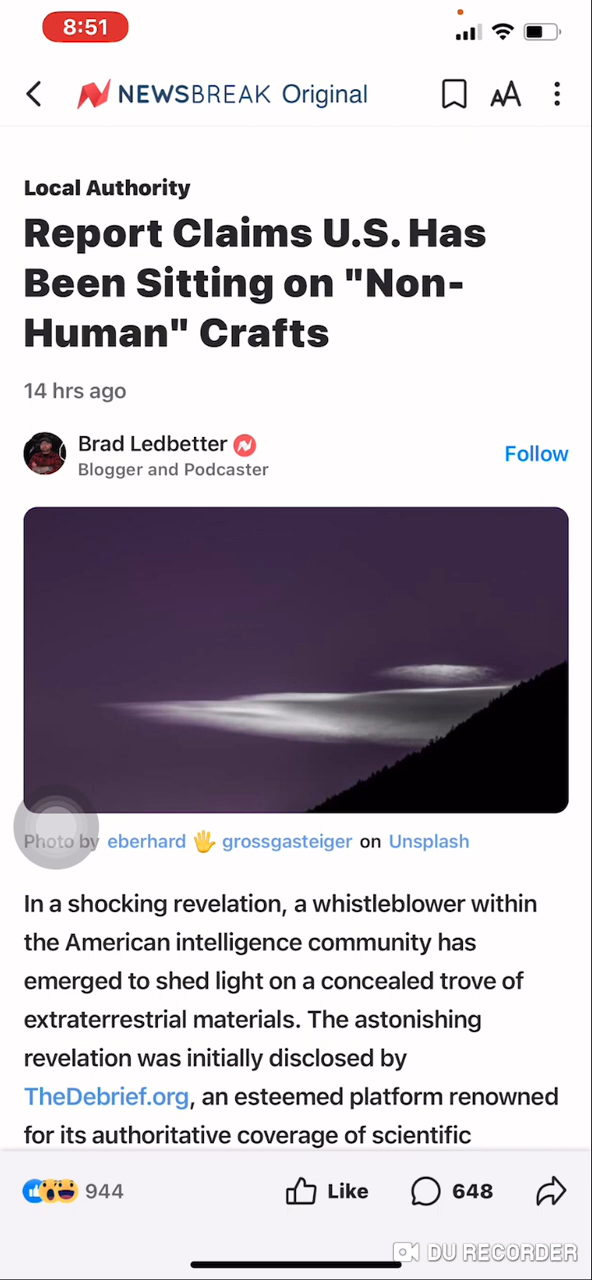 8:51
NEWSBREAK Original
AA
Local Authority
Report Claims U.S. Has
Been Sitting on "Non-
Human" Crafts
14 hrs ago
Brad Ledbetter
Blogger and Podcaster
Follow
Photo by eberhard 🖐 grossgasteiger on Unsplash
In a shocking revelation, a whistleblower within
the American intelligence community has
emerged to shed light on a concealed trove of
extraterrestrial materials. The astonishing
revelation was initially disclosed by
TheDebrief.org, an esteemed platform renowned
for its authoritative coverage of scientific
944
Like
648
DU RECORDER